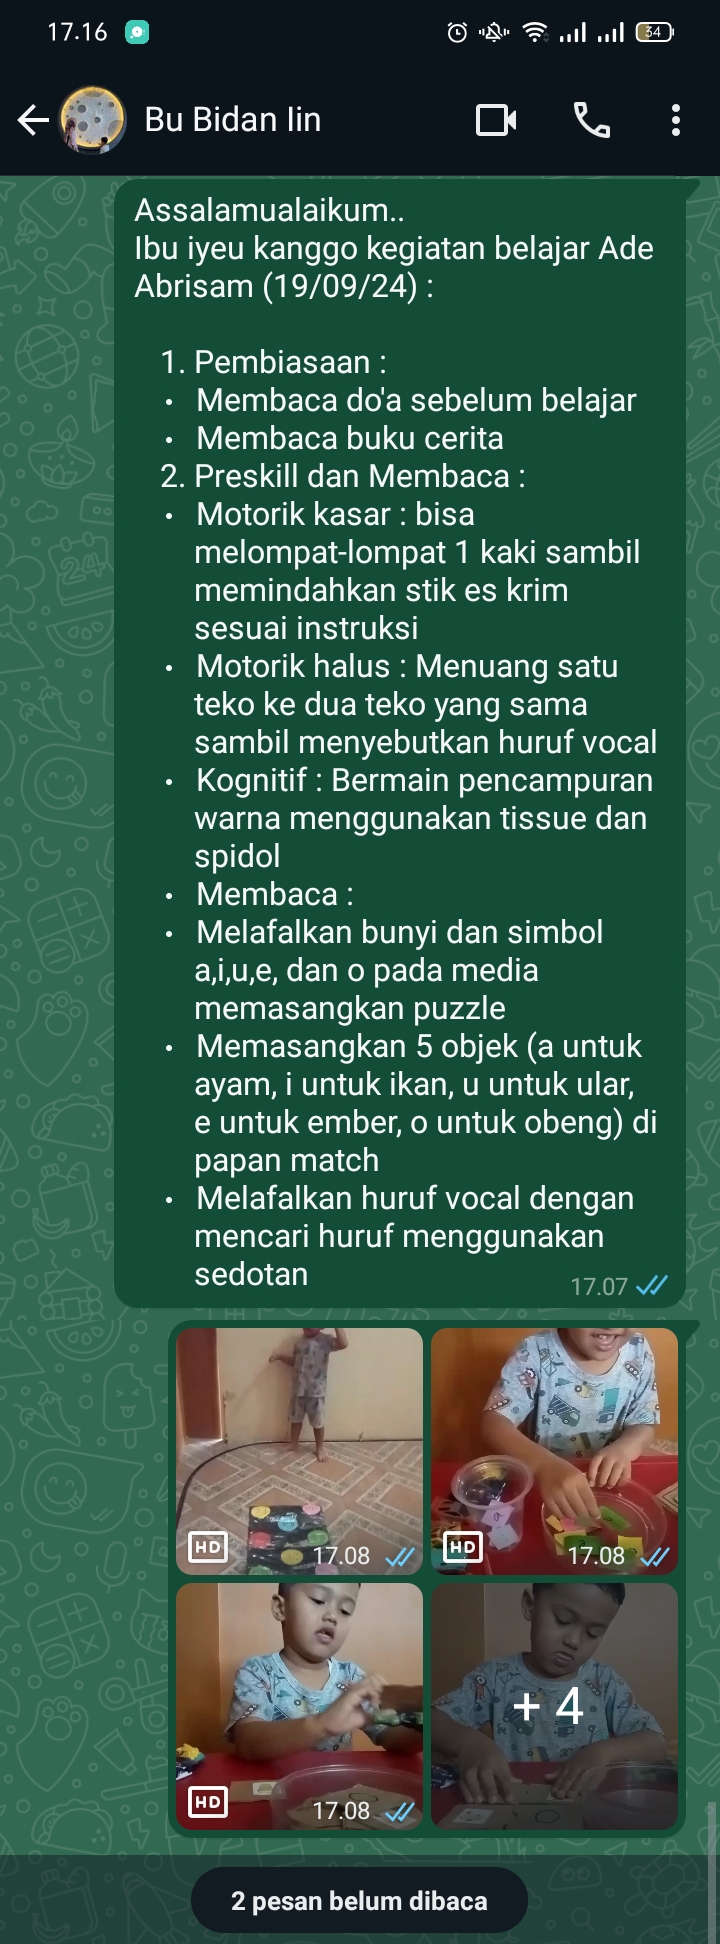 17.16
34
Bu Bidan Iin
Assalamualaikum..
Ibu iyeu kanggo kegiatan belajar Ade
Abrisam (19/09/24) :
1. Pembiasaan :
• Membaca do'a sebelum belajar
• Membaca buku cerita
2. Preskill dan Membaca :
• Motorik kasar : bisa
melompat-lompat 1 kaki sambil
memindahkan stik es krim
sesuai instruksi
• Motorik halus : Menuang satu
teko ke dua teko yang sama
sambil menyebutkan huruf vocal
• Kognitif : Bermain pencampuran
warna menggunakan tissue dan
spidol
• Membaca :
• Melafalkan bunyi dan simbol
a,i,u,e, dan o pada media
memasangkan puzzle
• Memasangkan 5 objek (a untuk
ayam, i untuk ikan, u untuk ular,
e untuk ember, o untuk obeng) di
papan match
• Melafalkan huruf vocal dengan
mencari huruf menggunakan
sedotan
17.07
HD 17.08
HD 17.08
HD 17.08
+ 4
2 pesan belum dibaca